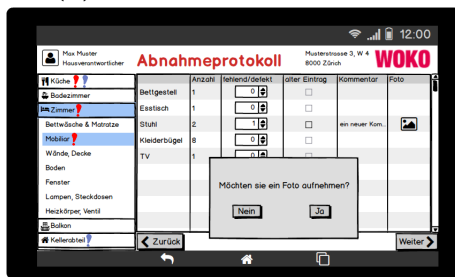 12:00
Max Muster
Hausverantwortlicher
Abnahmeprotokoll
Musterstrasse 3, W 4
8000 Zürich
WOKO
Küche
Badezimmer
Zimmer
Bettwäsche & Matratze
Mobiliar
Wände, Decke
Boden
Fenster
Lampen, Steckdosen
Heizkörper, Ventil
Balkon
Kellerabteil
Anzahl fehlend/defekt alter Eintrag Kommentar Foto
Bettgestell 1 0
Esstisch 1 0
Stuhl 2 1 ein neuer Kom...
Kleiderbügel 8 0
TV 1 0
Möchten sie ein Foto aufnehmen?
Nein Ja
Zurück Weiter